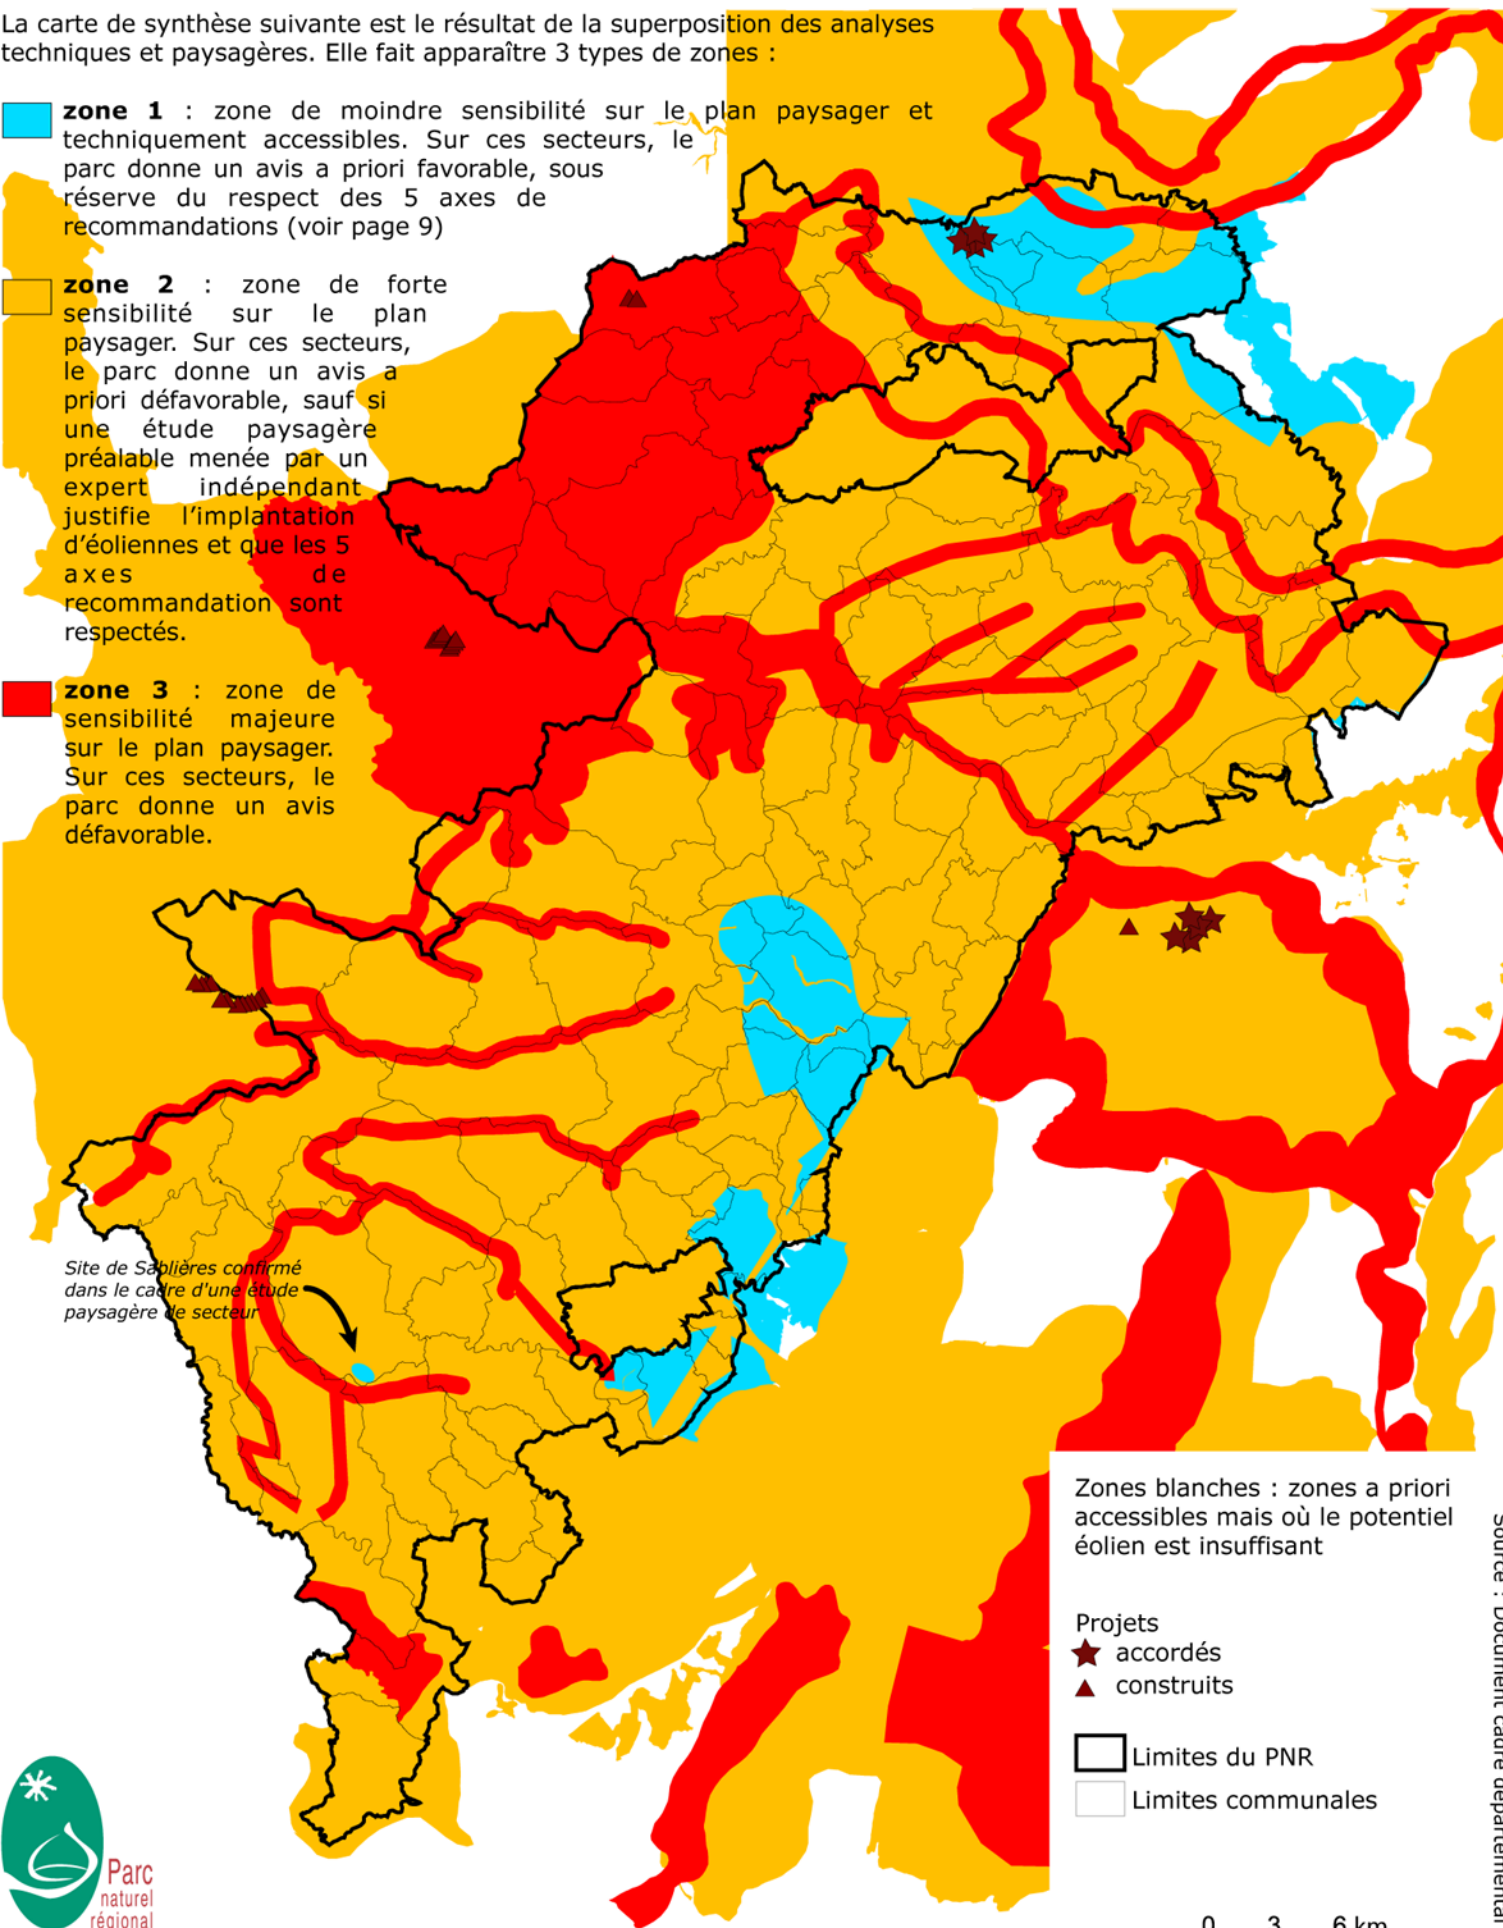 La carte de synthèse suivante est le résultat de la superposition des analyses
techniques et paysagères. Elle fait apparaître 3 types de zones :
zone 1 : zone de moindre sensibilité sur le plan paysager et
techniquement accessibles. Sur ces secteurs, le
parc donne un avis a priori favorable, sous
réserve du respect des 5 axes de
recommandations (voir page 9)
zone 2 : zone de forte
sensibilité sur le plan
paysager. Sur ces secteurs,
le parc donne un avis a
priori défavorable, sauf si
une étude paysagère
préalable menée par un
expert indépendant
justifie l'implantation
d'éoliennes et que les 5
axes de
recommandation sont
respectés.
zone 3 : zone de
sensibilité majeure
sur le plan paysager.
Sur ces secteurs, le
parc donne un avis
défavorable.
Site de Sablières confirmé
dans le cadre d'une étude
paysagère de secteur
Zones blanches : zones a priori
accessibles mais où le potentiel
éolien est insuffisant
Projets
accordés
construits
Limites du PNR
Limites communales
0 3 6 km
Source : Document cadre départemental
Parc
naturel
régional